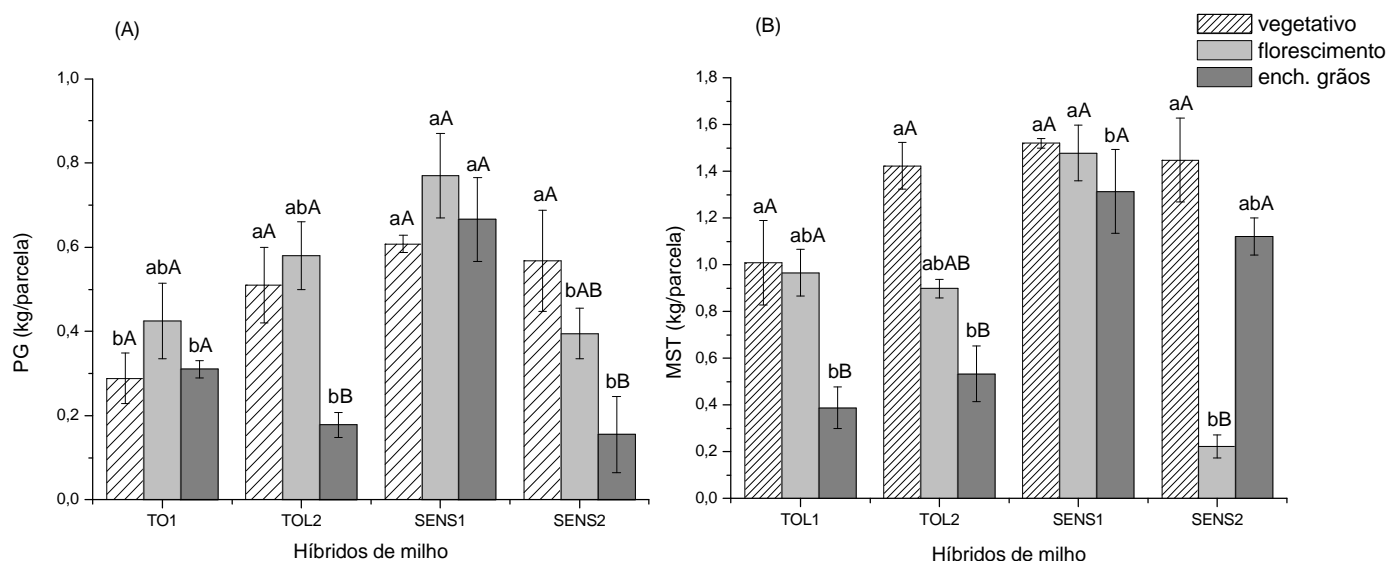 (A)
1,0
0,8
0,6
0,4
0,2
0,0
PG (kg/parcela)
bA
abA
bA
aA
abA
bB
aA
aA
aA
aA
bAB
bB
TO1
TOL2
SENS1
SENS2
Híbridos de milho
(B)
vegetativo
florescimento
ench. grãos
1,8
1,6
1,4
1,2
1,0
0,8
0,6
0,4
0,2
0,0
MST (kg/parcela)
aA
abA
bB
aA
abAB
bB
aA
aA
bA
aA
bB
abA
TOL1
TOL2
SENS1
SENS2
Híbridos de milho